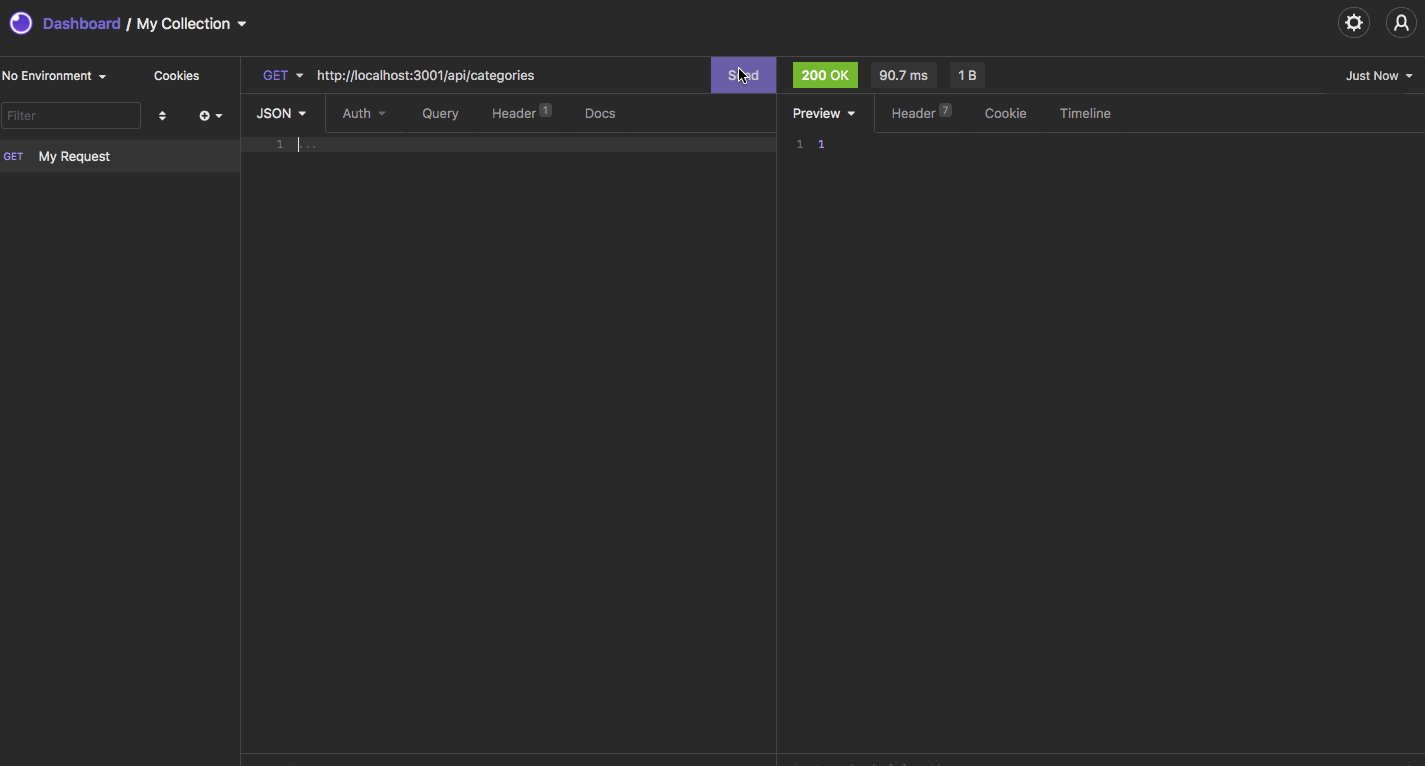 Dashboard / My Collection
No Environment Cookies
GET http://localhost:3001/api/categories
200 OK 90.7 ms 1 B Just Now
Filter
JSON Auth Query Header 1 Docs
Preview Header 7 Cookie Timeline
GET My Request
1 ...
1 1